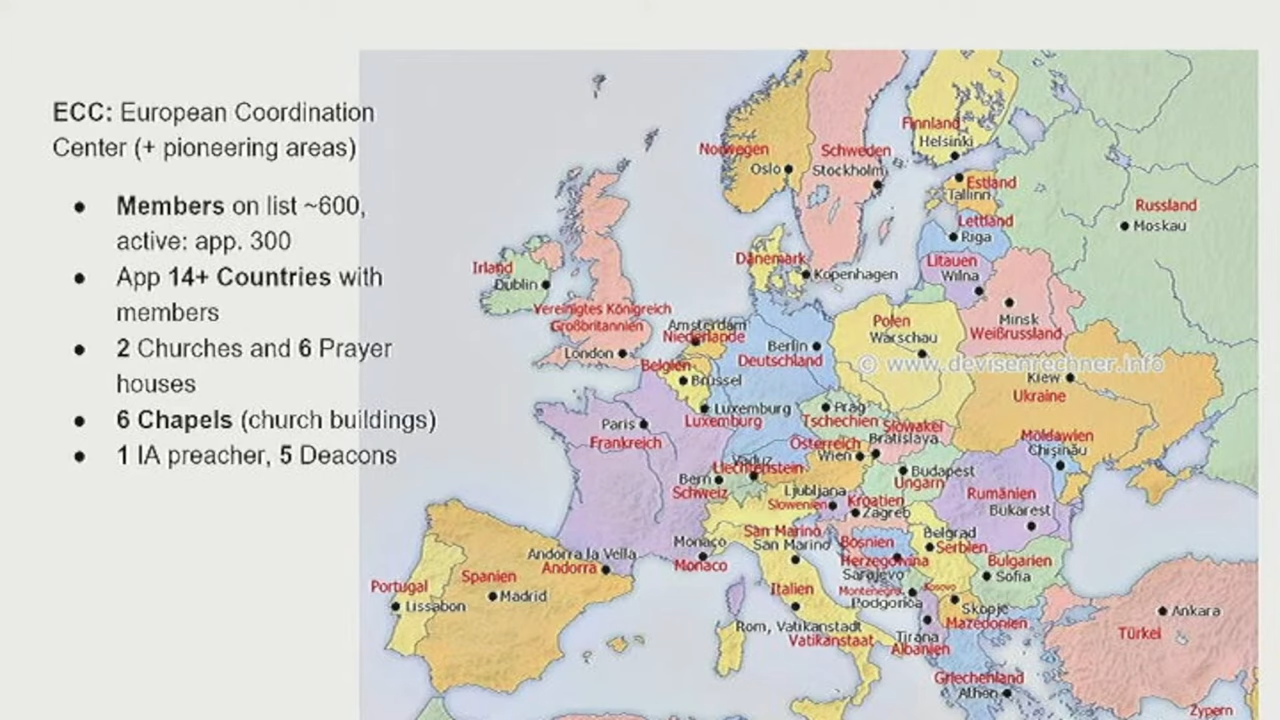 ECC: European Coordination
Center (+ pioneering areas)
● Members on list ~600,
active: app. 300
● App 14+ Countries with
members
● 2 Churches and 6 Prayer
houses
● 6 Chapels (church buildings)
● 1 IA preacher, 5 Deacons
Finnland
Helsinki
Norwegen
Oslo
Schweden
Stockholm
Estland
Tallinn
Russland
Moskau
Lettland
Riga
Dänemark
Kopenhagen
Litauen
Wilna
Irland
Dublin
Minsk
Weißrussland
Vereinigtes Königreich
Großbritannien
London
Amsterdam
Niederlande
Berlin
Deutschland
Polen
Warschau
© www.devisenrechner.info
Belgien
Brüssel
Kiew
Ukraine
Luxemburg
Luxemburg
Prag
Tschechien
Paris
Frankreich
Slowakei
Bratislava
Österreich
Wien
Moldawien
Chișinău
Vaduz
Liechtenstein
Bern
Schweiz
Budapest
Ungarn
Ljubljana
Slowenien
Kroatien
Zagreb
Rumänien
Bukarest
San Marino
San Marino
Bosnien
Herzegowina
Sarajevo
Belgrad
Serbien
Monaco
Monaco
Andorra la Vella
Andorra
Bulgarien
Sofia
Portugal
Lissabon
Spanien
Madrid
Italien
Montenegro
Podgorica
Kosovo
Skopje
Mazedonien
Ankara
Türkei
Rom, Vatikanstadt
Vatikanstaat
Tirana
Albanien
Griechenland
Athen
Zypern